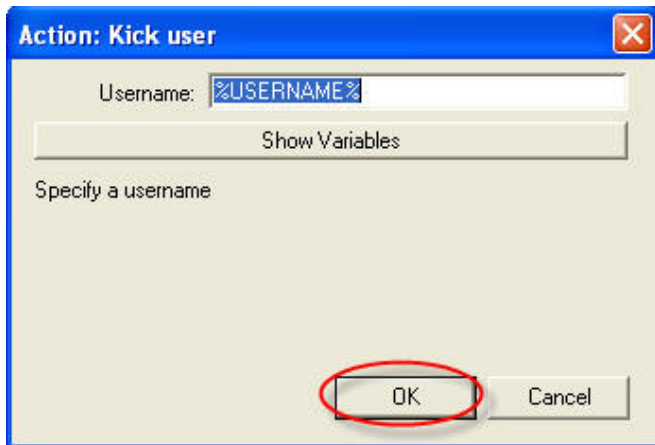 Action: Kick user
Username: %USERNAME%
Show Variables
Specify a username
OK Cancel